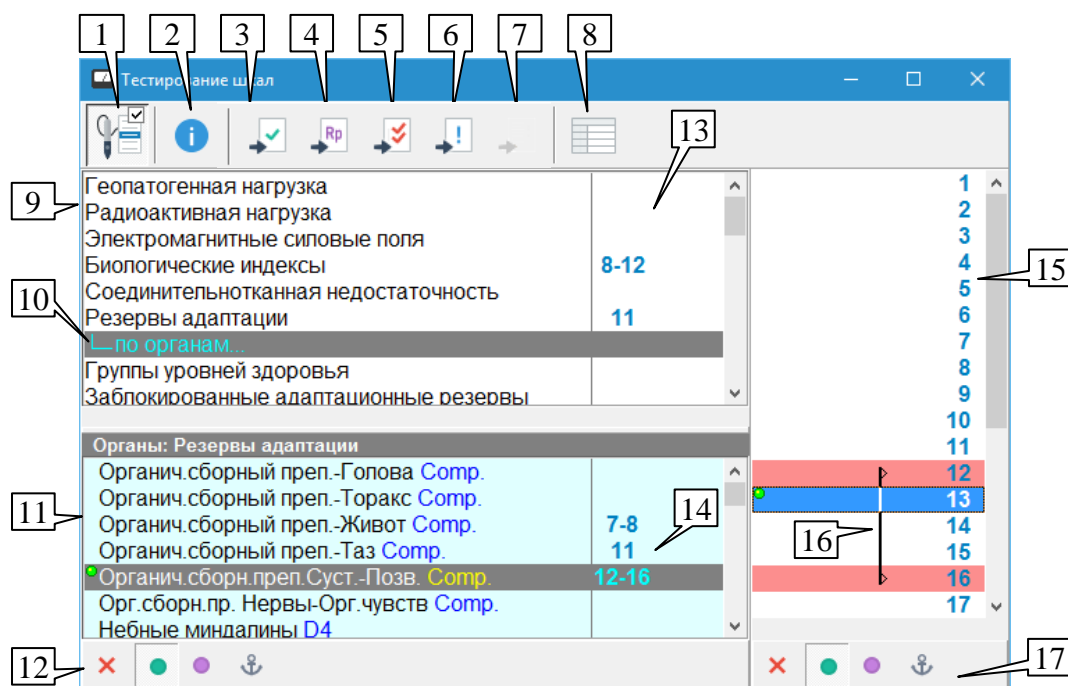 1 2 3 4 5 6 7 8
Тестирование шкал
Rp
13
9
Геопатогенная нагрузка
Радиоактивная нагрузка
Электромагнитные силовые поля
Биологические индексы 8-12
Соединительнотканная недостаточность
Резервы адаптации 11
по органам...
Группы уровней здоровья
Заблокированные адаптационные резервы
10
Органы: Резервы адаптации
Органич.сборный преп.-Голова Comp.
Органич.сборный преп.-Торакс Comp.
Органич.сборный преп.-Живот Comp. 7-8
Органич.сборный преп.-Таз Comp. 11
Органич.сборн.преп.Суст.-Позв. Comp. 12-16
Орг.сборн.пр. Нервы-Орг.чувств Comp.
Небные миндалины D4
11
14
12
1
2
3
4
5
6
7
8
9
10
11
12
13
14
15
16
17
15
16
17